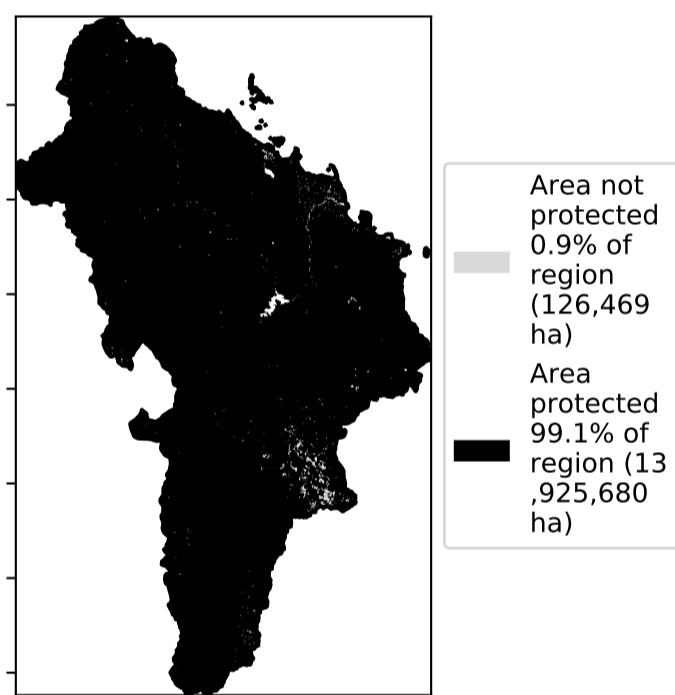 Area not
protected
0.9% of
region
(126,469
ha)
Area
protected
99.1% of
region (13
,925,680
ha)